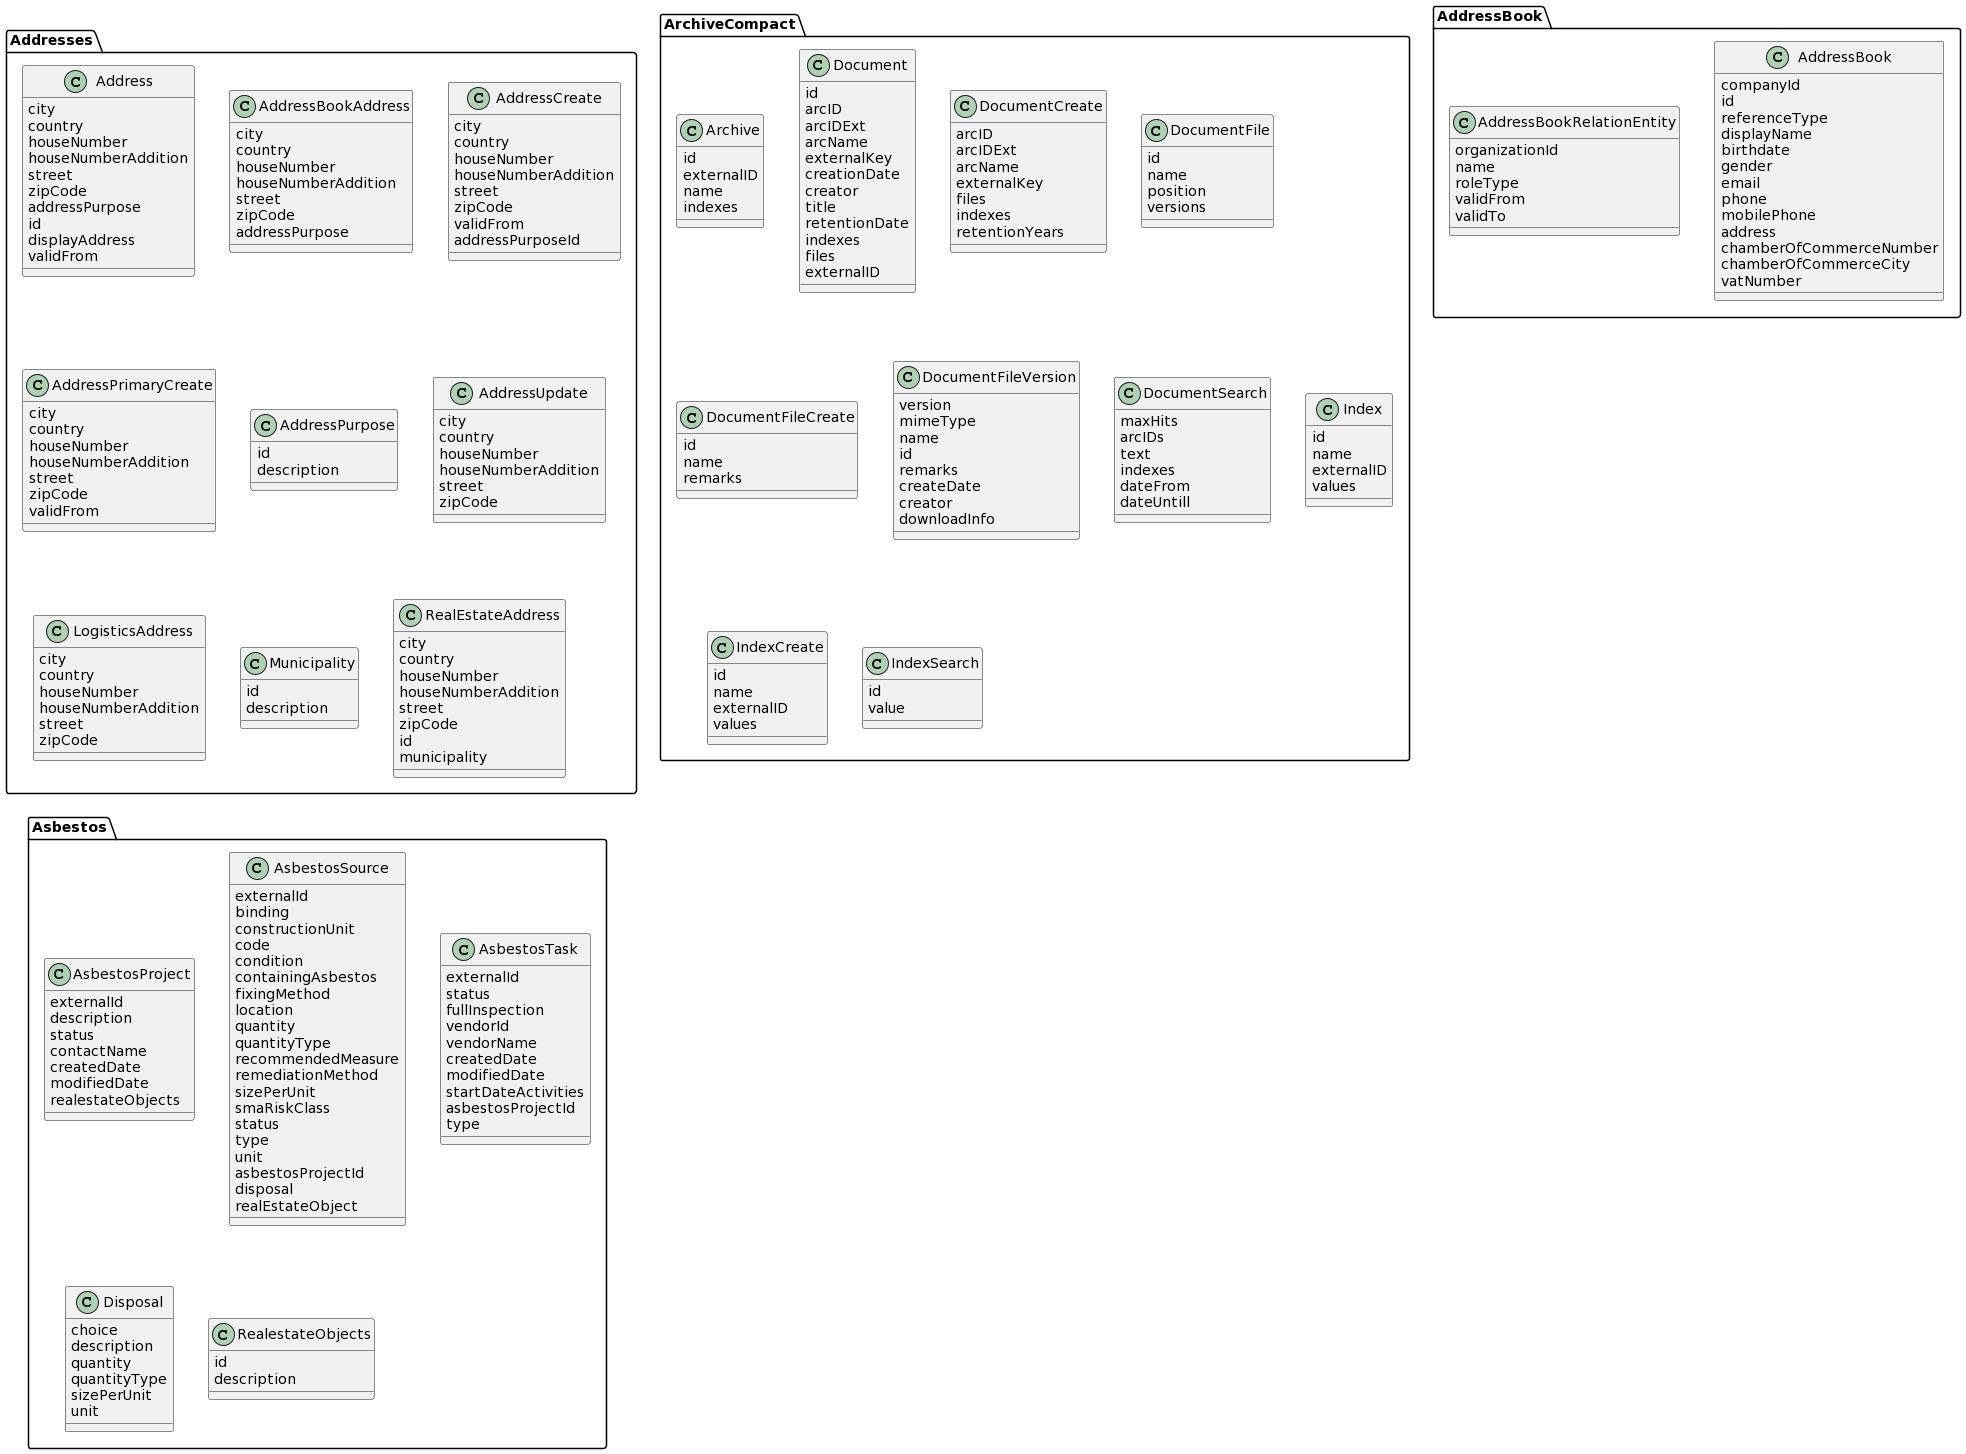 Addresses
C Address
city
country
houseNumber
houseNumberAddition
street
zipCode
addressPurpose
id
displayAddress
validFrom
C AddressBookAddress
city
country
houseNumber
houseNumberAddition
street
zipCode
addressPurpose
C AddressCreate
city
country
houseNumber
houseNumberAddition
street
zipCode
validFrom
addressPurposeId
C AddressPrimaryCreate
city
country
houseNumber
houseNumberAddition
street
zipCode
validFrom
C AddressPurpose
id
description
C AddressUpdate
city
country
houseNumber
houseNumberAddition
street
zipCode
C LogisticsAddress
city
country
houseNumber
houseNumberAddition
street
zipCode
C Municipality
id
description
C RealEstateAddress
city
country
houseNumber
houseNumberAddition
street
zipCode
id
municipality
ArchiveCompact
C Archive
id
externalID
name
indexes
C Document
id
arcID
arcIDExt
arcName
externalKey
creationDate
creator
title
retentionDate
indexes
files
externalID
C DocumentCreate
arcID
arcIDExt
arcName
externalKey
files
indexes
retentionYears
C DocumentFile
id
name
position
versions
C DocumentFileCreate
id
name
remarks
C DocumentFileVersion
version
mimeType
name
id
remarks
createDate
creator
downloadInfo
C DocumentSearch
maxHits
arcIDs
text
indexes
dateFrom
dateUntill
C Index
id
name
externalID
values
C IndexCreate
id
name
externalID
values
C IndexSearch
id
value
AddressBook
C AddressBookRelationEntity
organizationId
name
roleType
validFrom
validTo
C AddressBook
companyId
id
referenceType
displayName
birthdate
gender
email
phone
mobilePhone
address
chamberOfCommerceNumber
chamberOfCommerceCity
vatNumber
Asbestos
C AsbestosProject
externalId
description
status
contactName
createdDate
modifiedDate
realestateObjects
C AsbestosSource
externalId
binding
constructionUnit
code
condition
containingAsbestos
fixingMethod
location
quantity
quantityType
recommendedMeasure
remediationMethod
sizePerUnit
smaRiskClass
status
type
unit
asbestosProjectId
disposal
realEstateObject
C AsbestosTask
externalId
status
fullInspection
vendorId
vendorName
createdDate
modifiedDate
startDateActivities
asbestosProjectId
type
C Disposal
choice
description
quantity
quantityType
sizePerUnit
unit
C RealestateObjects
id
description